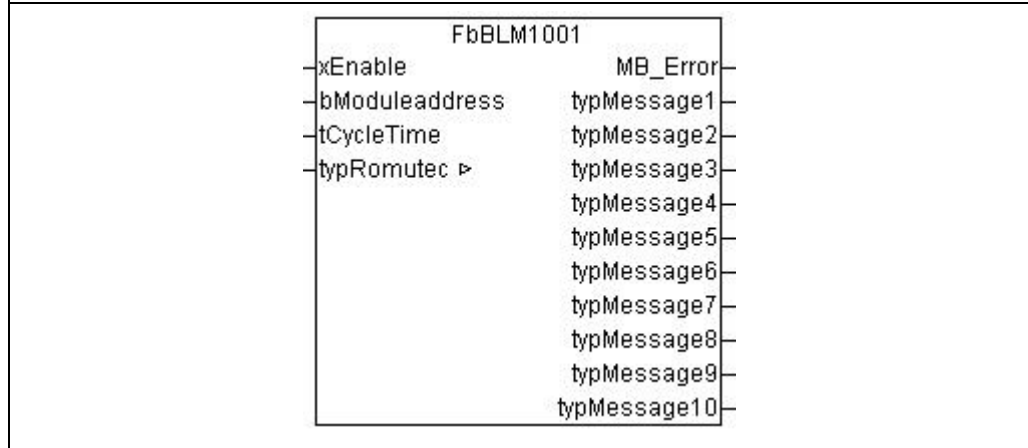 FbBLM1001
xEnable MB_Error
bModuleaddress typMessage1
tCycleTime typMessage2
typRomutec ▷ typMessage3
typMessage4
typMessage5
typMessage6
typMessage7
typMessage8
typMessage9
typMessage10